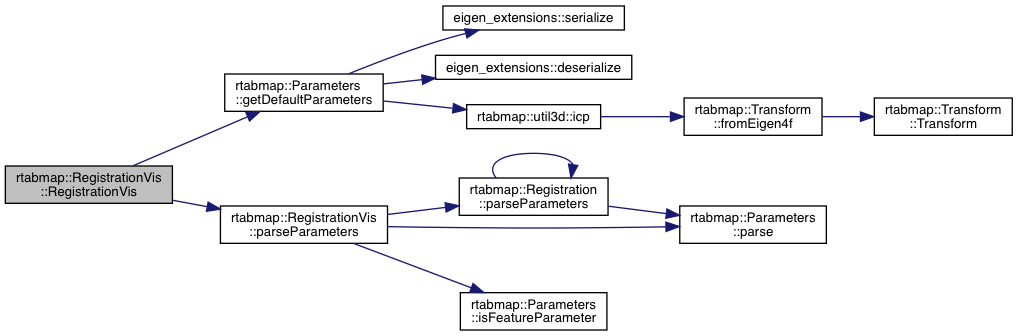 eigen_extensions::serialize
eigen_extensions::deserialize
rtabmap::Parameters
::getDefaultParameters
rtabmap::util3d::icp
rtabmap::Transform
::fromEigen4f
rtabmap::Transform
::Transform
rtabmap::RegistrationVis
::RegistrationVis
rtabmap::RegistrationVis
::parseParameters
rtabmap::Registration
::parseParameters
rtabmap::Parameters
::parse
rtabmap::Parameters
::isFeatureParameter